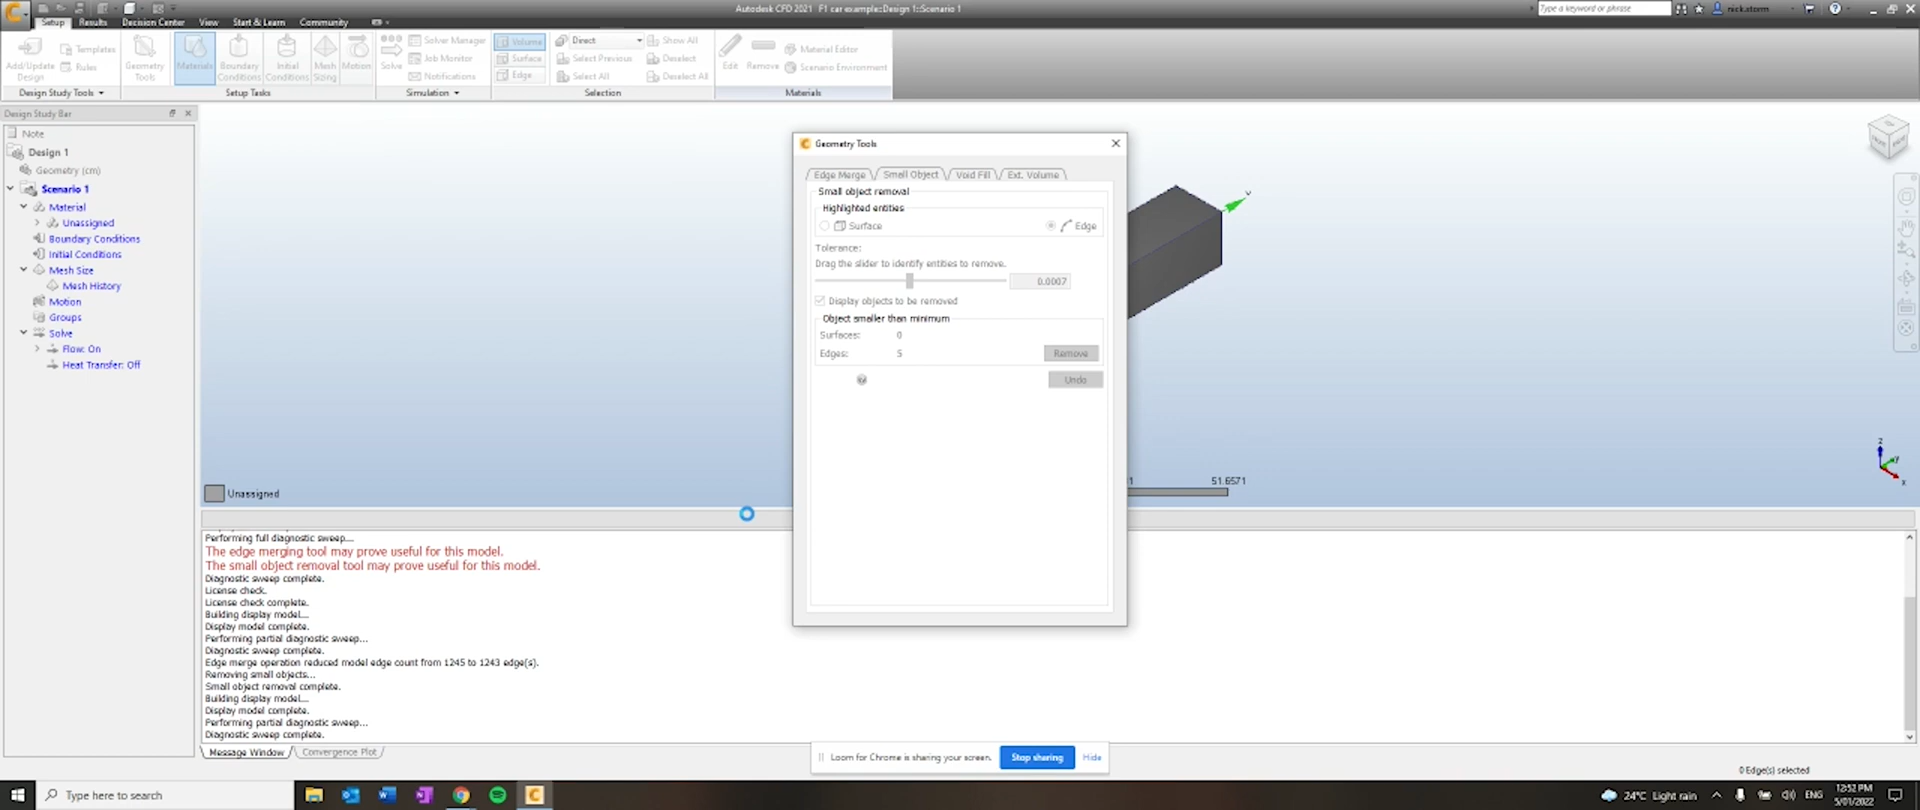 Autodesk CFD 2021 F1 car example::Design 1::Scenario 1
Type a keyword or phrase
nick.storm
Setup Results Decision Center View Start & Learn Community
Add/Update Design
Templates
Rules
Geometry Tools
Materials
Boundary Conditions
Initial Conditions
Mesh Sizing
Motion
Solve
Solver Manager
Job Monitor
Notifications
Volume
Surface
Edge
Direct
Select Previous
Select All
Show All
Deselect
Deselect All
Edit
Remove
Material Editor
Scenario Environment
Design Study Tools
Setup Tasks
Simulation
Selection
Materials
Design Study Bar
Note
Design 1
Geometry (cm)
Scenario 1
Material
Unassigned
Boundary Conditions
Initial Conditions
Mesh Size
Mesh History
Motion
Groups
Solve
Flow: On
Heat Transfer: Off
Geometry Tools
Edge Merge Small Object Void Fill Ext. Volume
Small object removal
Highlighted entities
Surface Edge
Tolerance:
Drag the slider to identify entities to remove.
0.0007
Display objects to be removed
Object smaller than minimum
Surfaces: 0
Edges: 5 Remove
Undo
1 51.6571
Z
X
Unassigned
Performing full diagnostic sweep...
The edge merging tool may prove useful for this model.
The small object removal tool may prove useful for this model.
Diagnostic sweep complete.
License check.
License check complete.
Building display model...
Display model complete.
Performing partial diagnostic sweep...
Diagnostic sweep complete.
Edge merge operation reduced model edge count from 1245 to 1243 edge(s).
Removing small objects...
Small object removal complete.
Building display model...
Display model complete.
Performing partial diagnostic sweep...
Diagnostic sweep complete.
Message Window Convergence Plot
Loom for Chrome is sharing your screen. Stop sharing Hide
0 Edge(s) selected
Type here to search
24°C Light rain
ENG
12:52 PM
5/01/2022